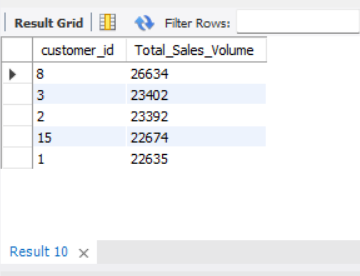 Result Grid Filter Rows:
customer_id Total_Sales_Volume
8 26634
3 23402
2 23392
15 22674
1 22635
Result 10 ×